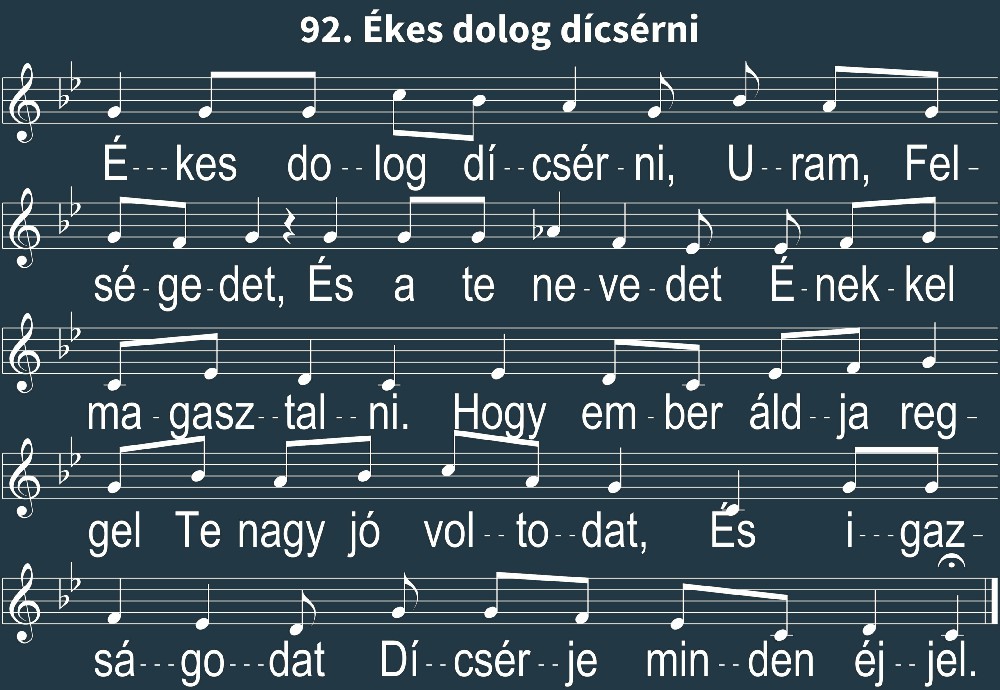 92. Ékes dolog dícsérni
É---kes do--log dí--csér-ni, U--ram, Fel-
sé-ge-det, És a te ne-ve-det É-nek-kel
ma-gasz--tal--ni. Hogy em-ber áld--ja reg-
gel Te nagy jó vol--to--dat, És i---gaz-
sá---go---dat Dí--csér--je min--den éj--jel.